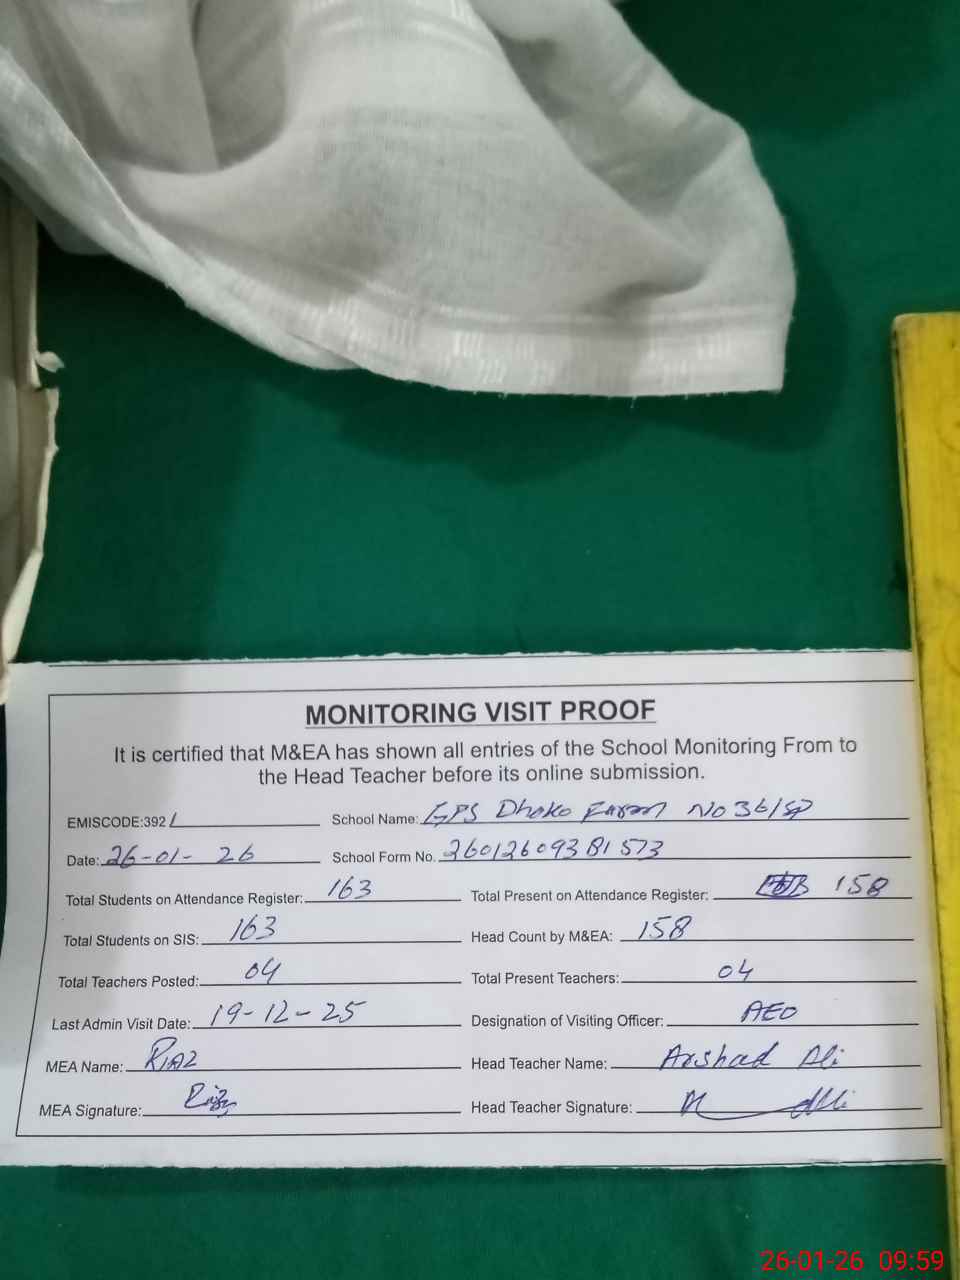 MONITORING VISIT PROOF
It is certified that M&EA has shown all entries of the School Monitoring From to
the Head Teacher before its online submission.
EMISCODE:392 / School Name: GPS Dhoko Faram No 36/SP
Date: 26-01-26 School Form No. 260126093 81573
Total Students on Attendance Register: 163 Total Present on Attendance Register: 158
Total Students on SIS: 163 Head Count by M&EA: 158
Total Teachers Posted: 04 Total Present Teachers: 04
Last Admin Visit Date: 19-12-25 Designation of Visiting Officer: AEO
MEA Name: Riaz Head Teacher Name: Arshad Ali
MEA Signature: Riaz Head Teacher Signature: Ali
26-01-26 09:59